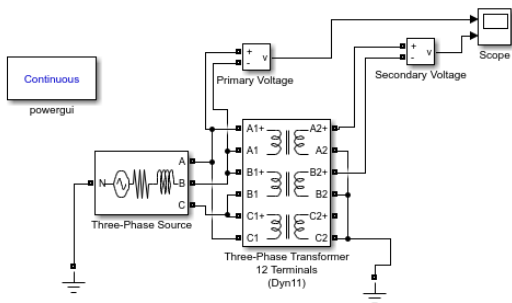 +
-
v
Primary Voltage
+
-
v
Secondary Voltage
Scope
Continuous
powergui
N
A
B
C
Three-Phase Source
A1+
A1
B1+
B1
C1+
C1
A2+
A2
B2+
B2
C2+
C2
Three-Phase Transformer
12 Terminals
(Dyn11)